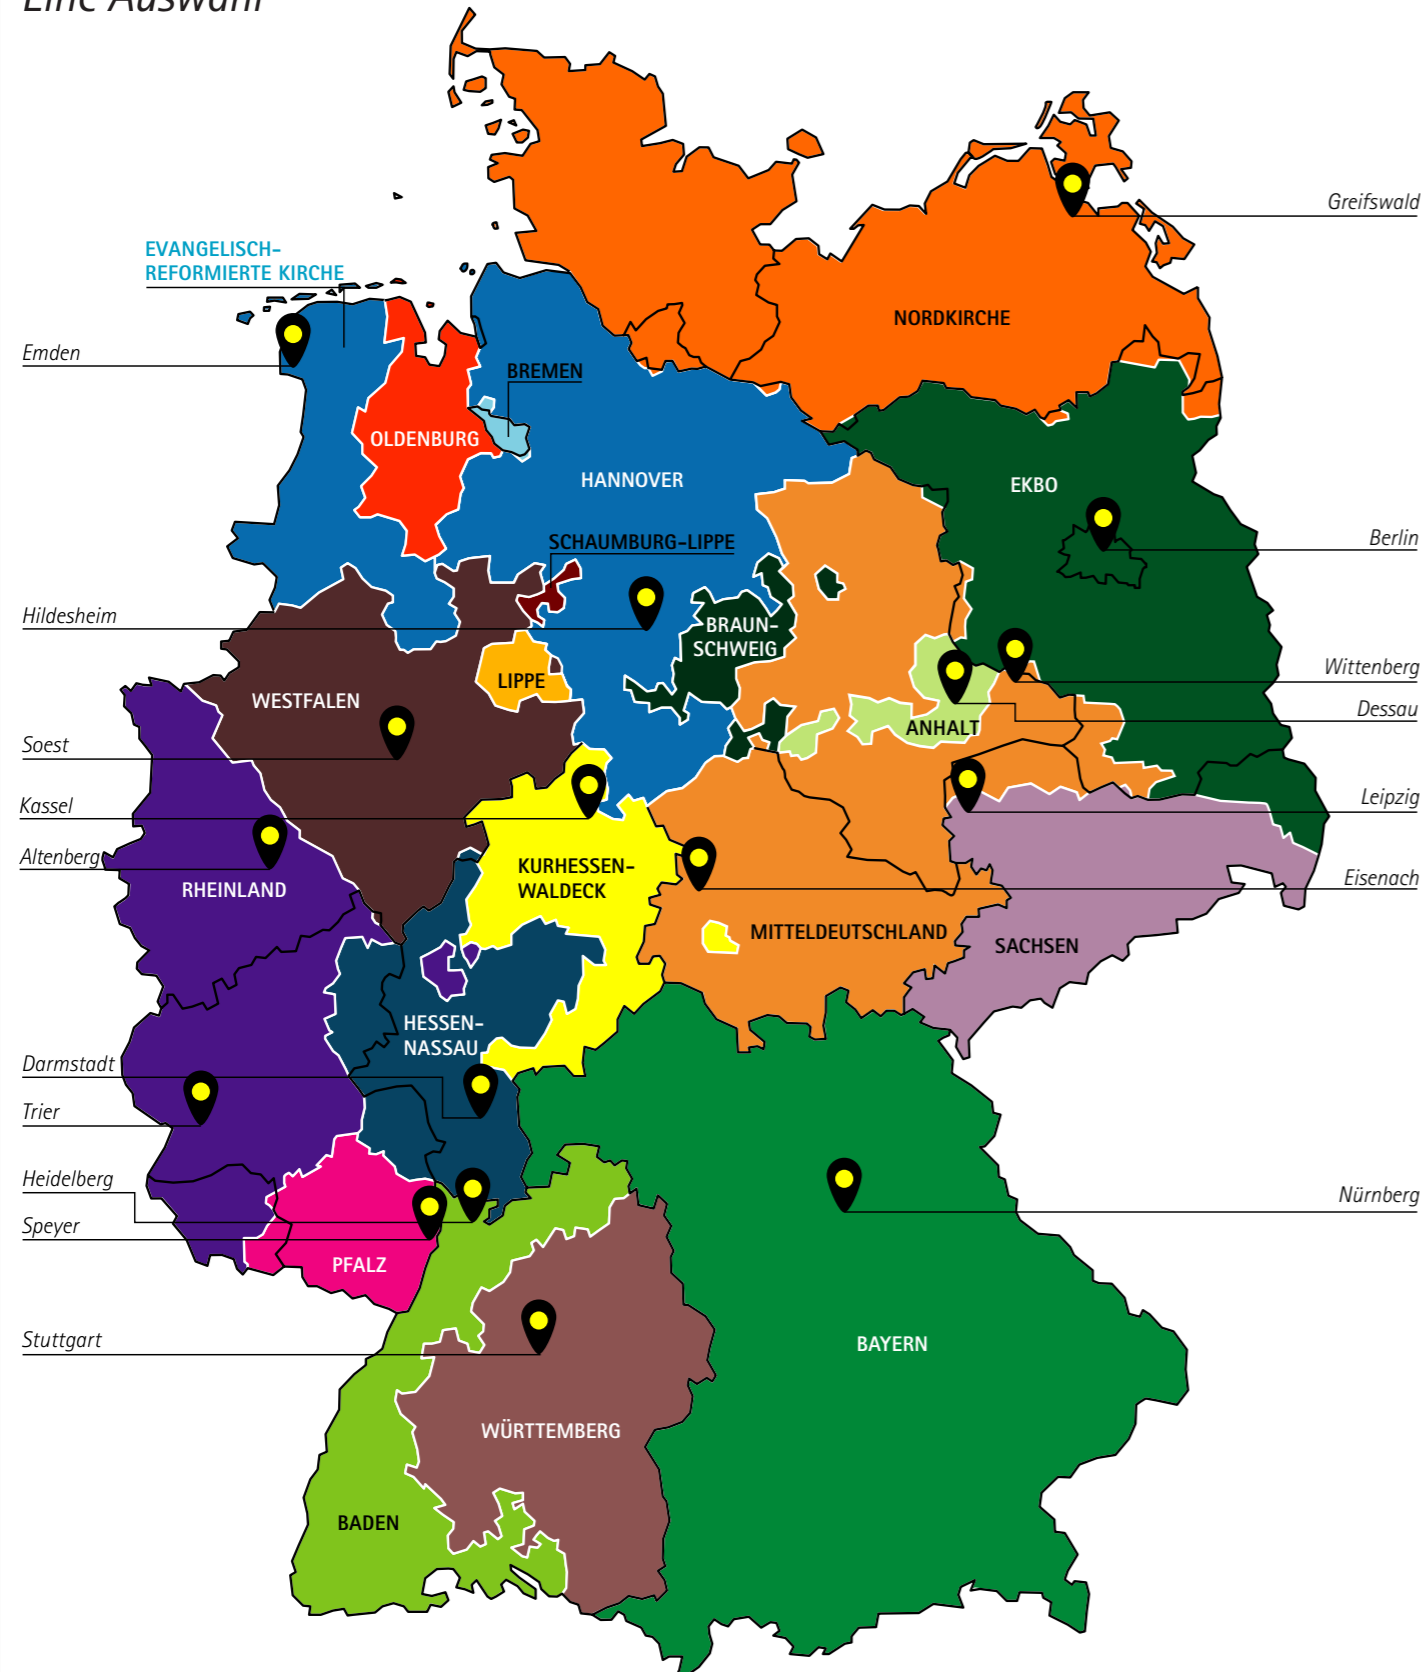 Eine Auswahl
Greifswald
EVANGELISCH-
REFORMIERTE KIRCHE
NORDKIRCHE
Emden
BREMEN
OLDENBURG
HANNOVER
EKBO
Berlin
SCHAUMBURG-LIPPE
Hildesheim
BRAUN-
SCHWEIG
Wittenberg
LIPPE
WESTFALEN
Dessau
ANHALT
Soest
Leipzig
Kassel
Altenberg
KURHESSEN-
WALDECK
Eisenach
RHEINLAND
MITTELDEUTSCHLAND
SACHSEN
HESSEN-
NASSAU
Darmstadt
Trier
Heidelberg
Nürnberg
Speyer
PFALZ
Stuttgart
BAYERN
WÜRTTEMBERG
BADEN